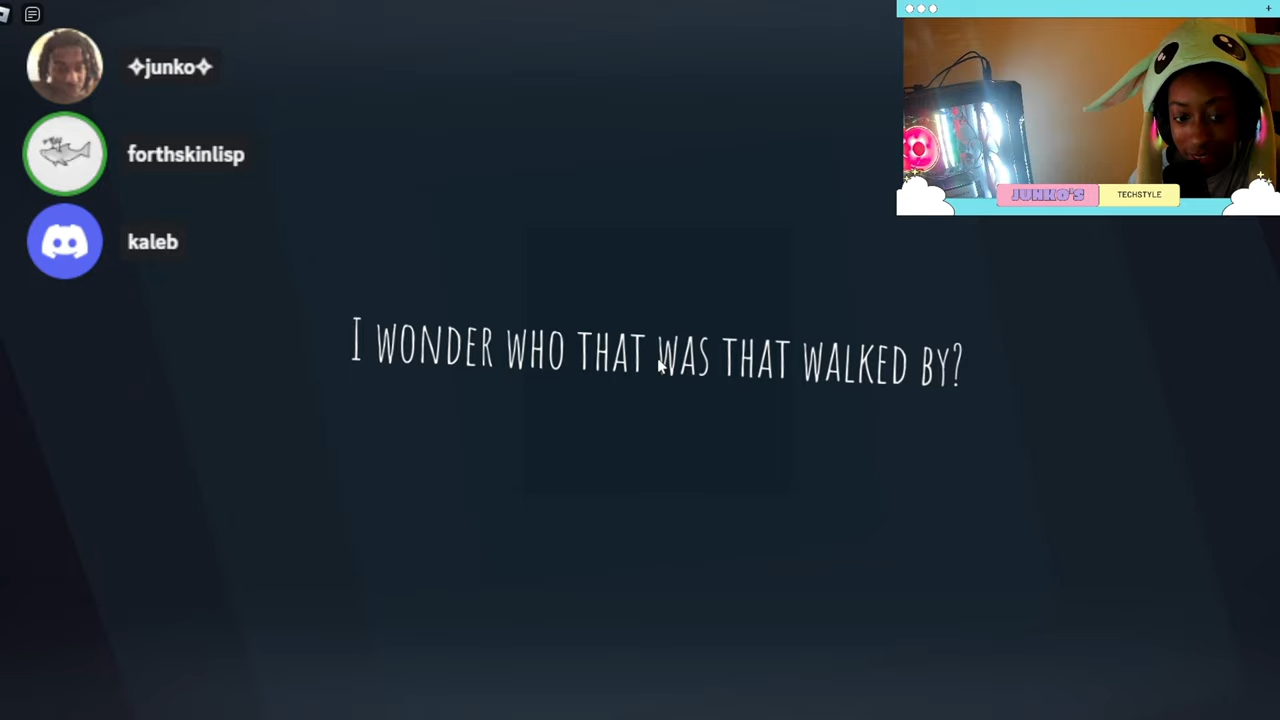 ✧junko✧
forthskinlisp
kaleb
JUNKO'S
TECHSTYLE
I WONDER WHO THAT WAS THAT WALKED BY?